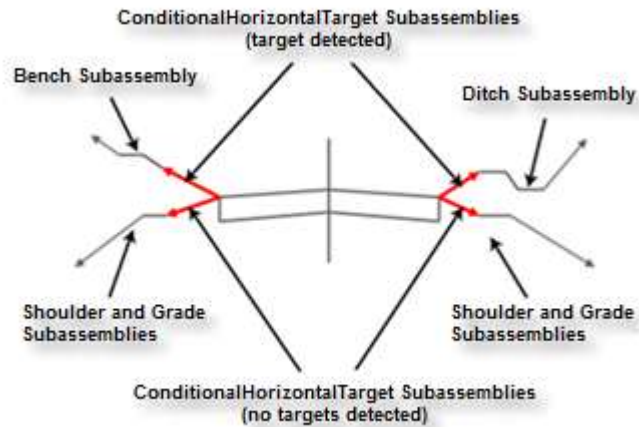 ConditionalHorizontalTarget Subassemblies
(target detected)
Bench Subassembly
Ditch Subassembly
Shoulder and Grade
Subassemblies
Shoulder and Grade
Subassemblies
ConditionalHorizontalTarget Subassemblies
(no targets detected)